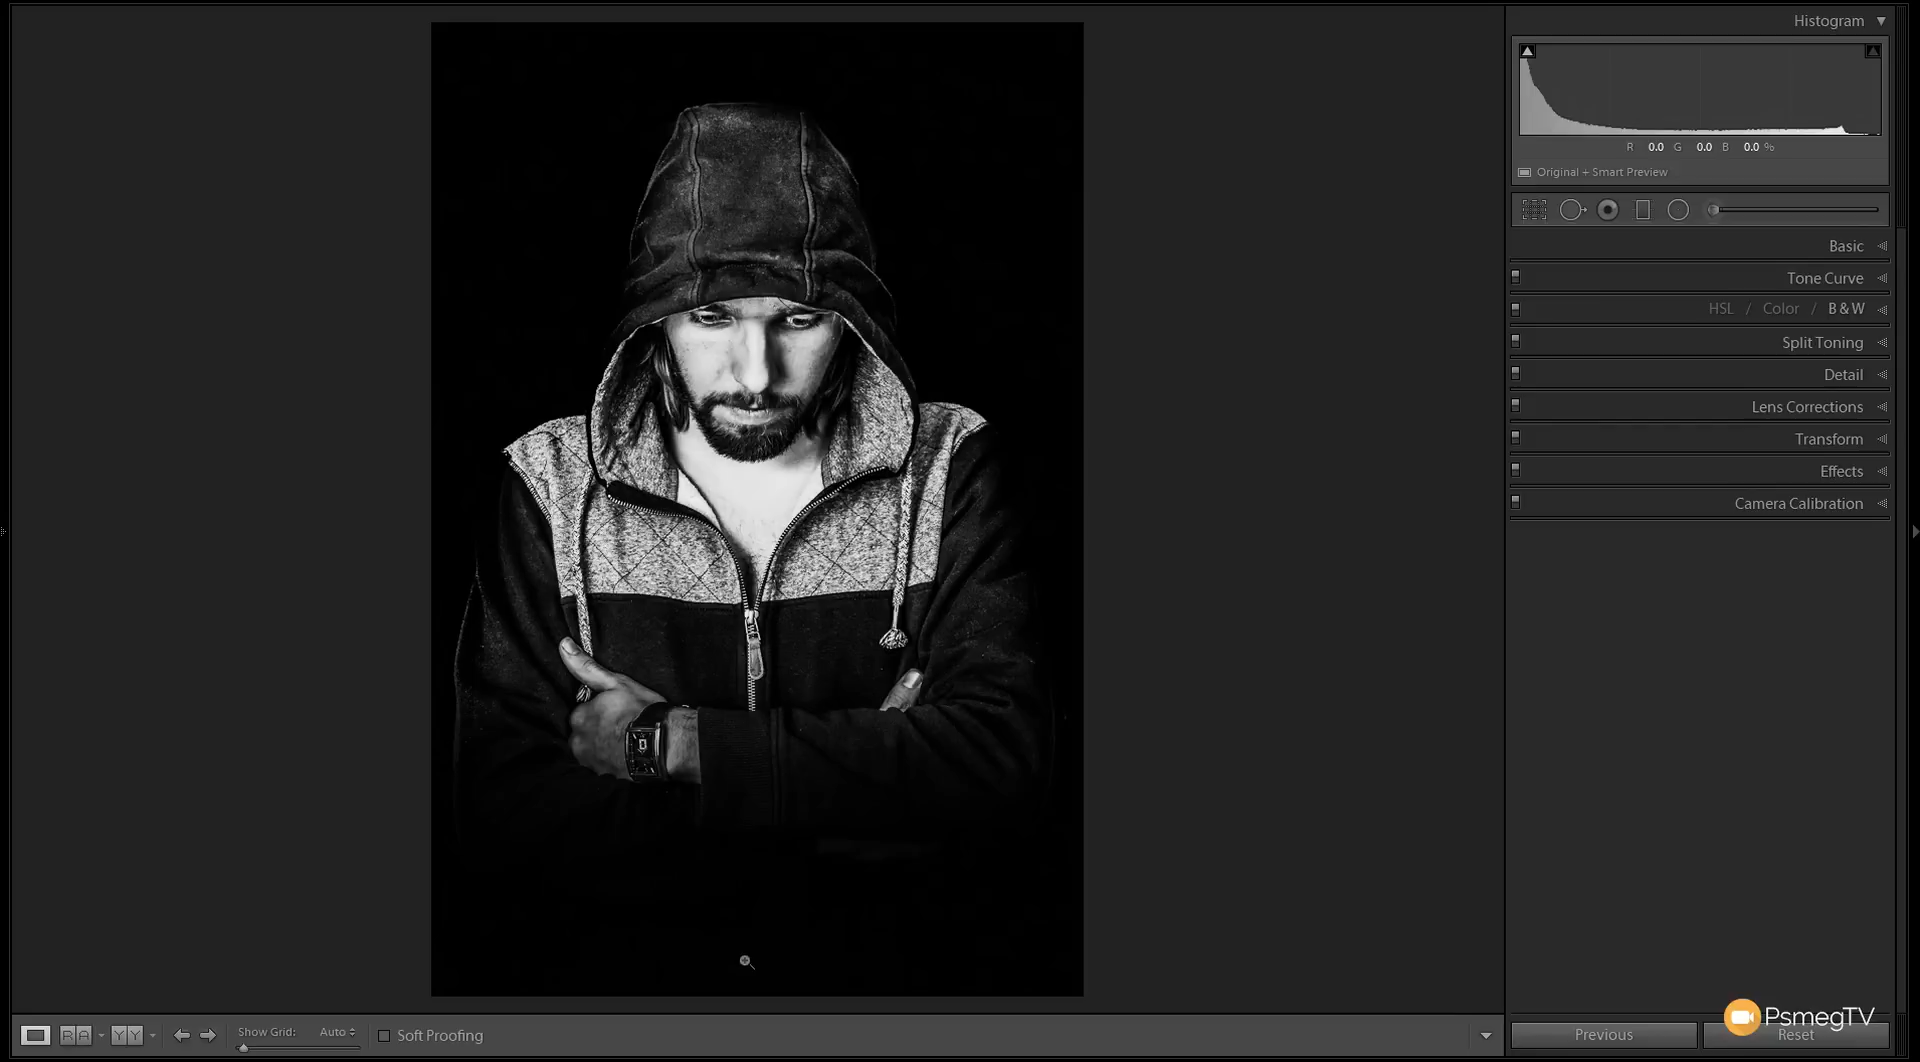 Histogram
R 0.0 G 0.0 B 0.0 %
Original + Smart Preview
Basic
Tone Curve
HSL / Color / B & W
Split Toning
Detail
Lens Corrections
Transform
Effects
Camera Calibration
PsmegTV
Previous
Reset
R A
Y Y
Show Grid:
Auto
Soft Proofing